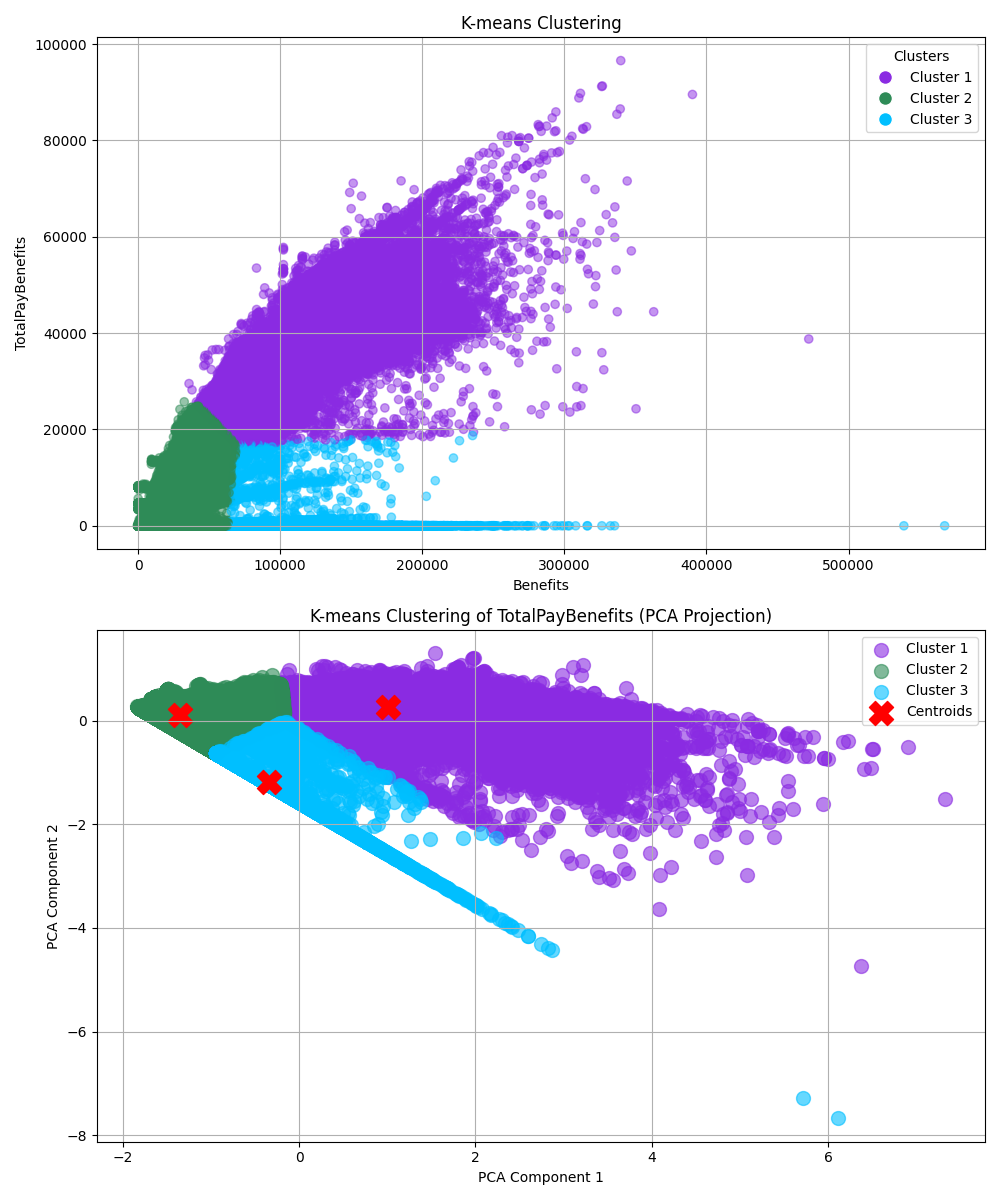 K-means Clustering
TotalPayBenefits
100000
80000
60000
40000
20000
0
Clusters
Cluster 1
Cluster 2
Cluster 3
0
100000
200000
300000
400000
500000
Benefits
K-means Clustering of TotalPayBenefits (PCA Projection)
PCA Component 2
0
−2
−4
−6
−8
Cluster 1
Cluster 2
Cluster 3
Centroids
−2
0
2
4
6
PCA Component 1